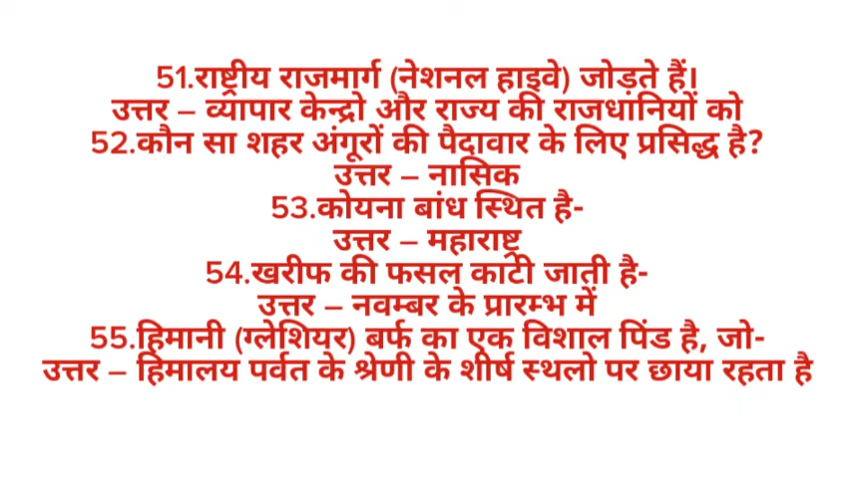 51.राष्ट्रीय राजमार्ग (नेशनल हाइवे) जोड़ते हैं।
उत्तर – व्यापार केन्द्रो और राज्य की राजधानियों को
52.कौन सा शहर अंगूरों की पैदावार के लिए प्रसिद्ध है?
उत्तर – नासिक
53.कोयना बांध स्थित है-
उत्तर – महाराष्ट्र
54.खरीफ की फसल काटी जाती है-
उत्तर – नवम्बर के प्रारम्भ में
55.हिमानी (ग्लेशियर) बर्फ का एक विशाल पिंड है, जो-
उत्तर – हिमालय पर्वत के श्रेणी के शीर्ष स्थलो पर छाया रहता है